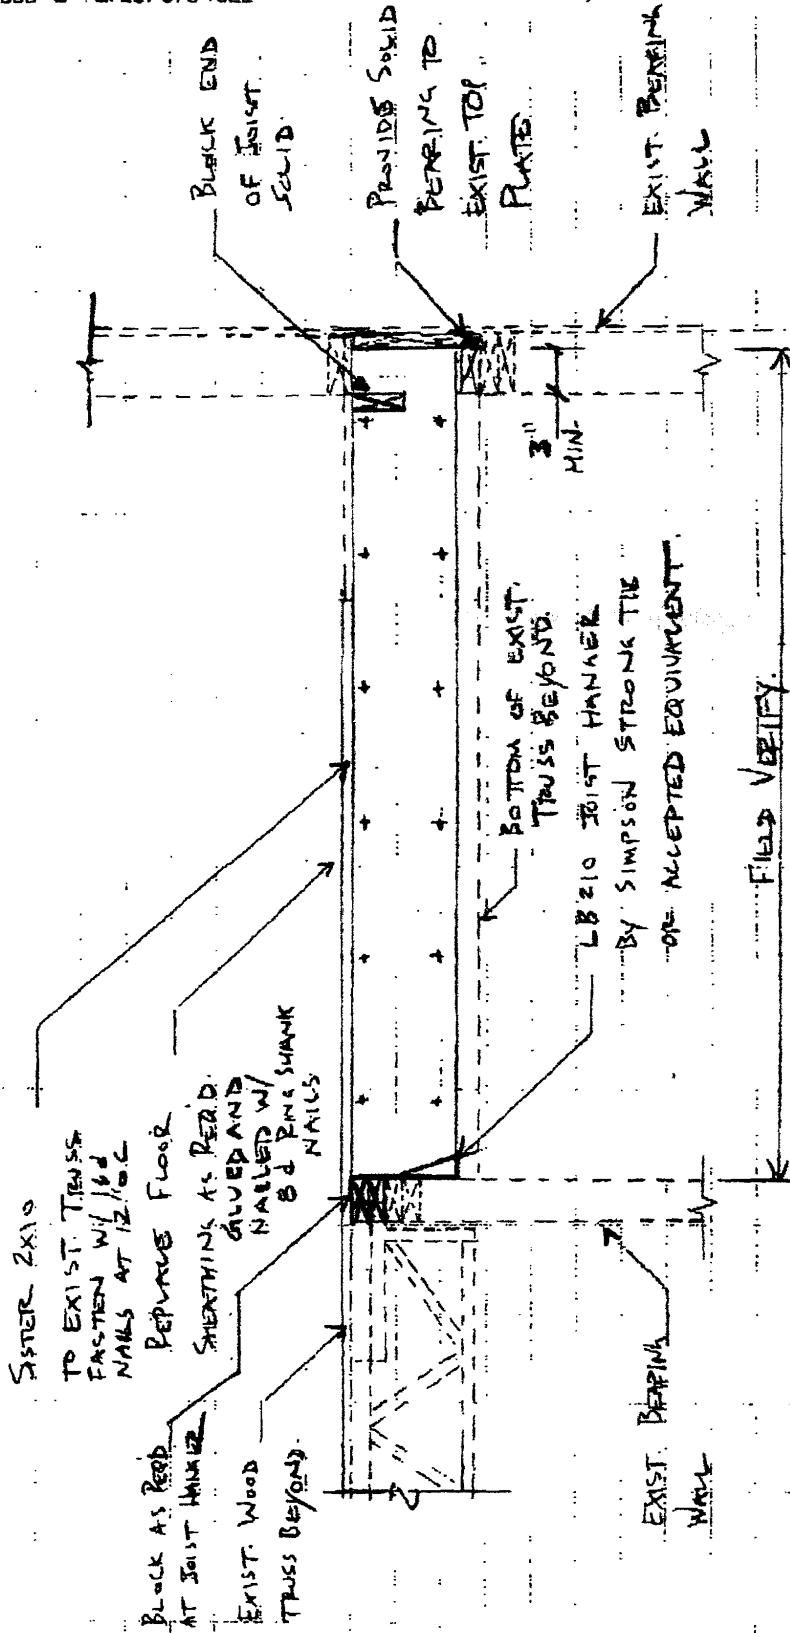 SISTER 2X10
TO EXIST TRUSS
FASTEN W/ 16d
NAILS AT 12" O.C
REPLACE FLOOR
SHEATHING AS REQ'D.
GLUED AND
NAILED W/
8d RING SHANK
NAILS
BLOCK AS REQD
AT JOIST HANGER
EXIST. WOOD
TRUSS BEYOND.
BLOCK END
OF JOIST
SOLID
PROVIDE SOLID
BEARING TO
EXIST. TOP
PLATE
EXIST. BEARING
WALL
3"
MIN.
BOTTOM OF EXIST.
TRUSS BEYOND.
LB210 JOIST HANGER
BY SIMPSON STRONG TIE
OR ACCEPTED EQUIVALENT.
FIELD VERIFY.
EXIST. BEARING
WALL